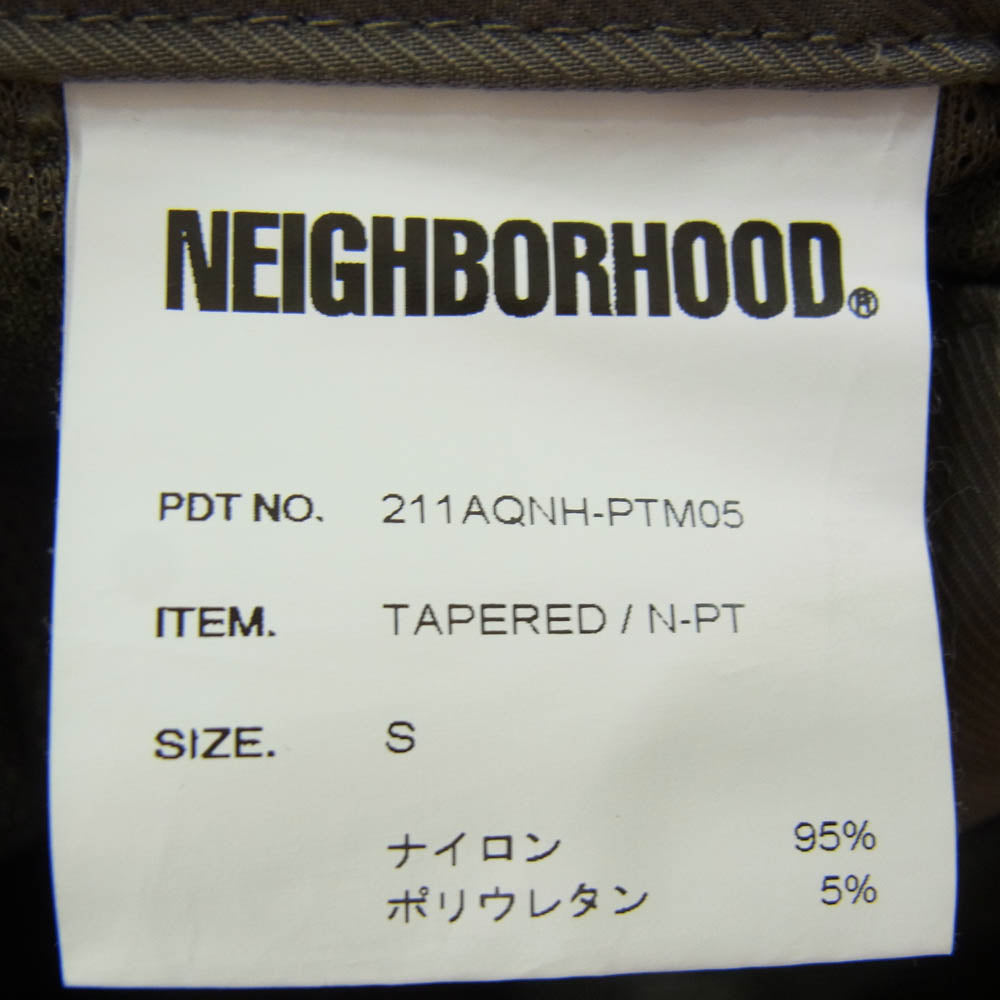 NEIGHBORHOOD®
PDT NO. 211AQNH-PTM05
ITEM. TAPERED / N-PT
SIZE. S
ナイロン 95%
ポリウレタン 5%